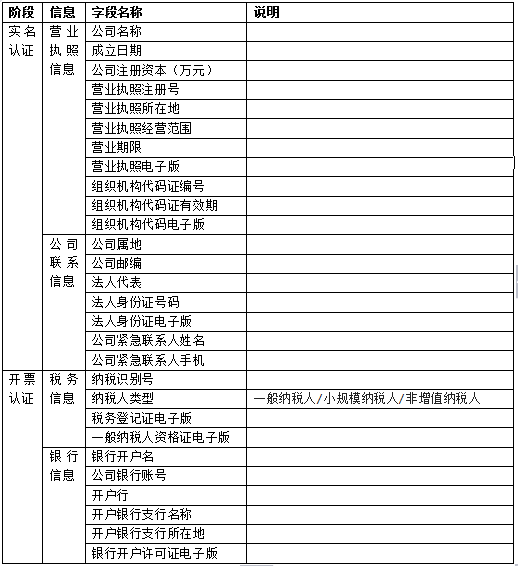 阶段 信息 字段名称 说明
实名认证 营业执照信息 公司名称
成立日期
公司注册资本（万元）
营业执照注册号
营业执照所在地
营业执照经营范围
营业期限
营业执照电子版
组织机构代码证编号
组织机构代码证有效期
组织机构代码电子版
公司联系信息 公司属地
公司邮编
法人代表
法人身份证号码
法人身份证电子版
公司紧急联系人姓名
公司紧急联系人手机
开票认证 税务信息 纳税识别号
纳税人类型 一般纳税人/小规模纳税人/非增值纳税人
税务登记证电子版
一般纳税人资格证电子版
银行信息 银行开户名
公司银行账号
开户行
开户银行支行名称
开户银行支行所在地
银行开户许可证电子版